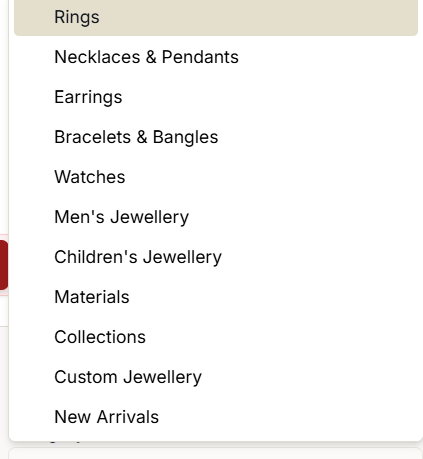 Rings
Necklaces & Pendants
Earrings
Bracelets & Bangles
Watches
Men's Jewellery
Children's Jewellery
Materials
Collections
Custom Jewellery
New Arrivals